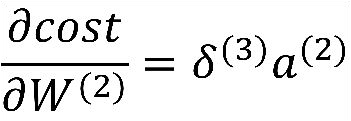 ∂cost/∂W⁽²⁾ = δ⁽³⁾a⁽²⁾